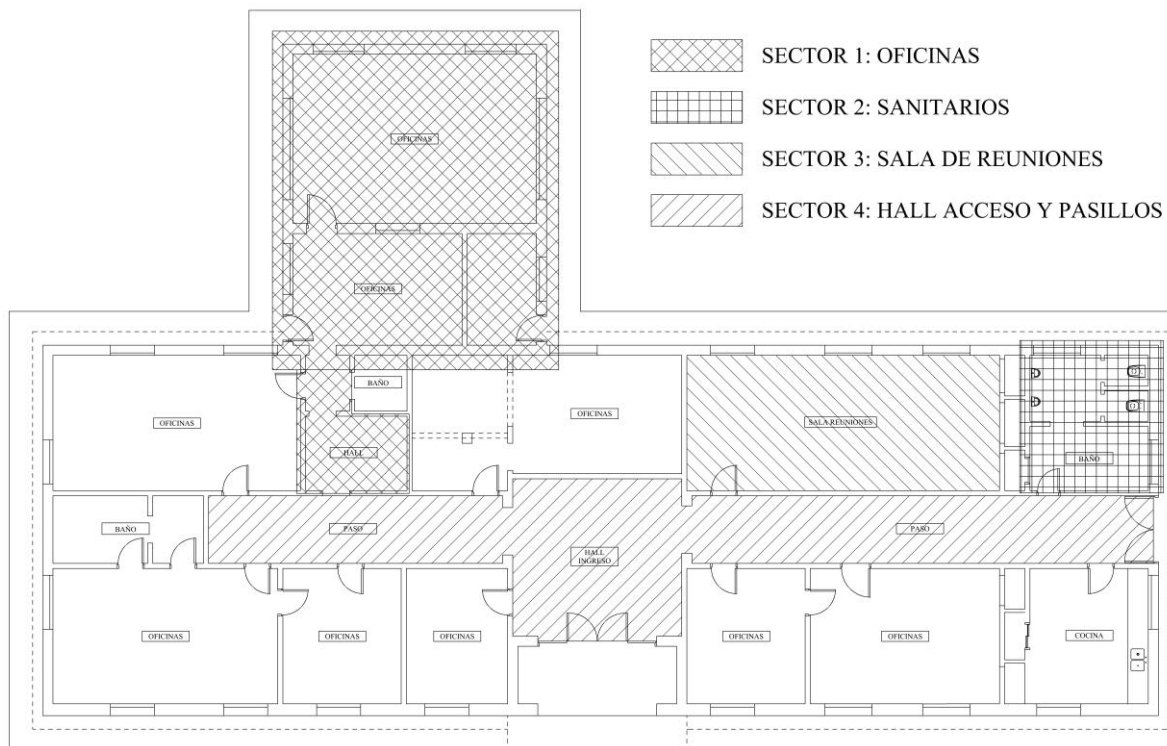 SECTOR 1: OFICINAS
SECTOR 2: SANITARIOS
SECTOR 3: SALA DE REUNIONES
SECTOR 4: HALL ACCESO Y PASILLOS
OFICINAS
OFICINAS
BAÑO
OFICINAS
OFICINAS
SALA REUNIONES
HALL
BAÑO
BAÑO
PASO
HALL
INGRESO
PASO
OFICINAS
OFICINAS
OFICINAS
OFICINAS
OFICINAS
COCINA